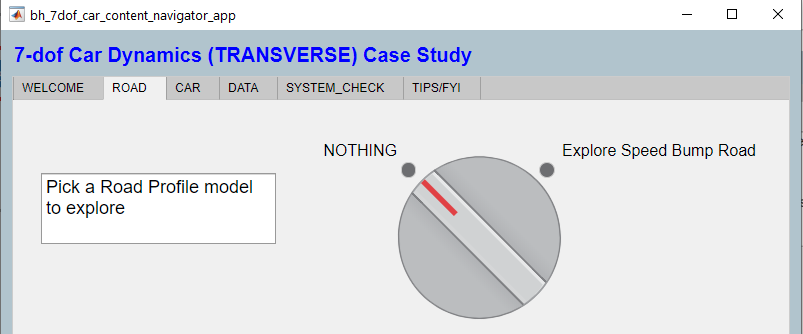 bh_7dof_car_content_navigator_app
7-dof Car Dynamics (TRANSVERSE) Case Study
WELCOME ROAD CAR DATA SYSTEM_CHECK TIPS/FYI
NOTHING Explore Speed Bump Road
Pick a Road Profile model
to explore